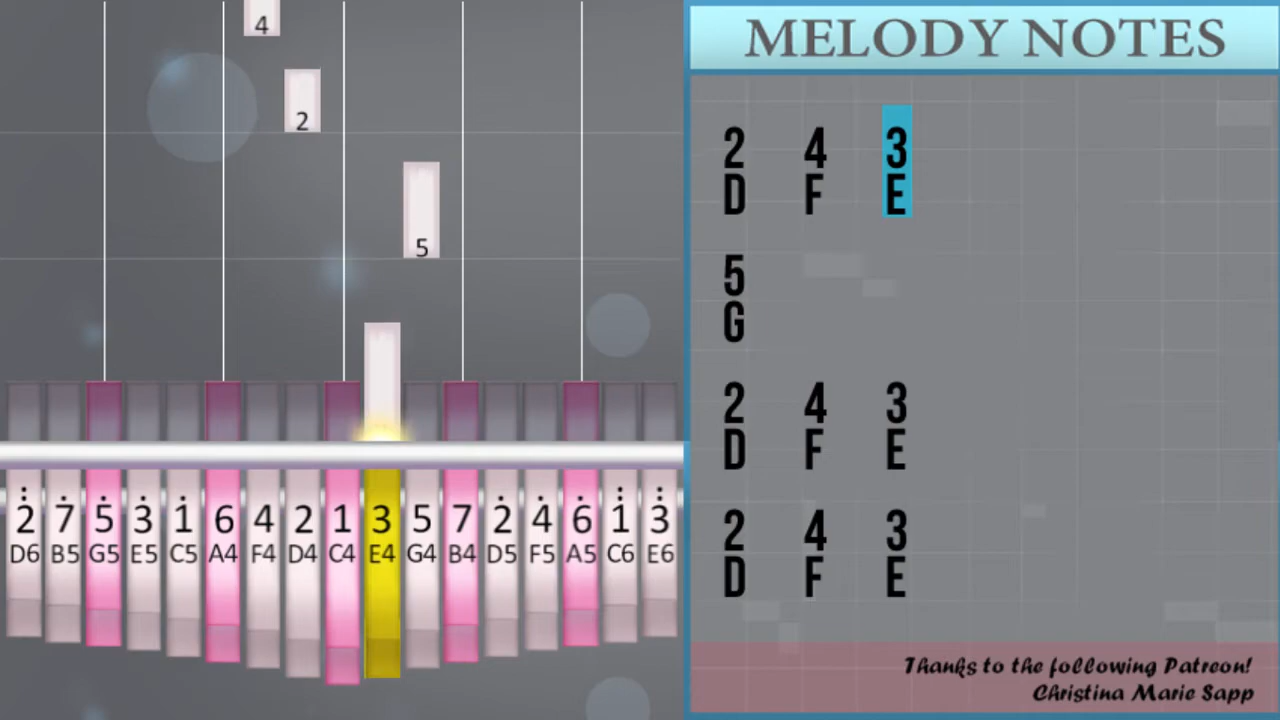 4
2
5
2̈ 7̇ 5̇ 3̇ 1̇ 6 4 2 1 3 5 7 2̇ 4̇ 6̇ 1̈ 3̈
D6 B5 G5 E5 C5 A4 F4 D4 C4 E4 G4 B4 D5 F5 A5 C6 E6
MELODY NOTES
2 4 3
D F E
5
G
2 4 3
D F E
2 4 3
D F E
Thanks to the following Patreon!
Christina Marie Sapp